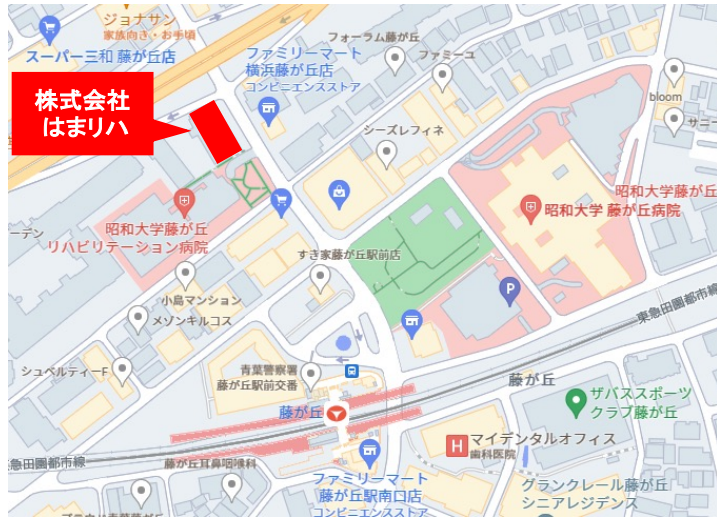 ジョナサン
家族向き・お手頃
スーパー三和 藤が丘店
フォーラム藤が丘
ファミリーマート
横浜藤が丘店
コンビニエンスストア
ファミーユ
株式会社
はまリハ
bloom
サニー
シーズレフィネ
昭和大学藤が丘
リハビリテーション病院
昭和大学藤が丘
昭和大学 藤が丘病院
ーデン
すき家藤が丘駅前店
小島マンション
メゾンキルコス
P
東急田園都市線
シュベルティーF
青葉警察署
藤が丘駅前交番
藤が丘
藤が丘
ザバススポーツ
クラブ藤が丘
H
マイデンタルオフィス
歯科医院
急田園都市線
藤が丘耳鼻咽喉科
ファミリーマート
藤が丘駅南口店
コンビニエンスストア
グランクレール藤が丘
シニアレジデンス